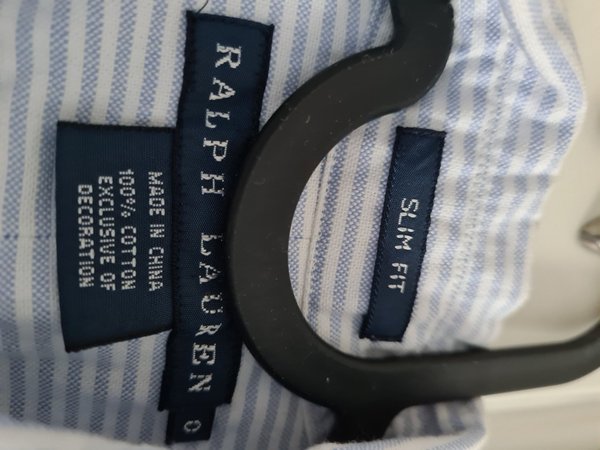 RALPH LAUREN
0
MADE IN CHINA
100% COTTON
EXCLUSIVE OF
DECORATION
SLIM FIT